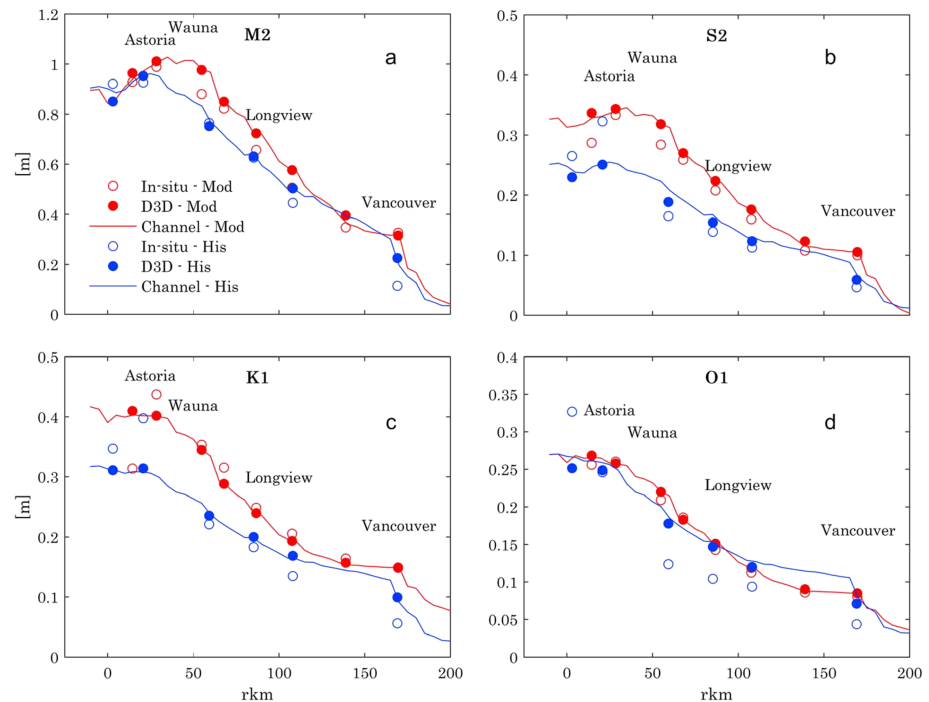 1.2
1
0.8
0.6
0.4
0.2
0
[m]
M2
a
Wauna
Astoria
Longview
Vancouver
In-situ - Mod
D3D - Mod
Channel - Mod
In-situ - His
D3D - His
Channel - His
0.5
0.4
0.3
0.2
0.1
0
S2
b
Wauna
Astoria
Longview
Vancouver
0.5
0.4
0.3
0.2
0.1
0
[m]
K1
c
Astoria
Wauna
Longview
Vancouver
0 50 100 150 200
rkm
0.4
0.35
0.3
0.25
0.15
0.1
0.05
0
O1
d
Astoria
Wauna
Longview
Vancouver
0 50 100 150 200
rkm